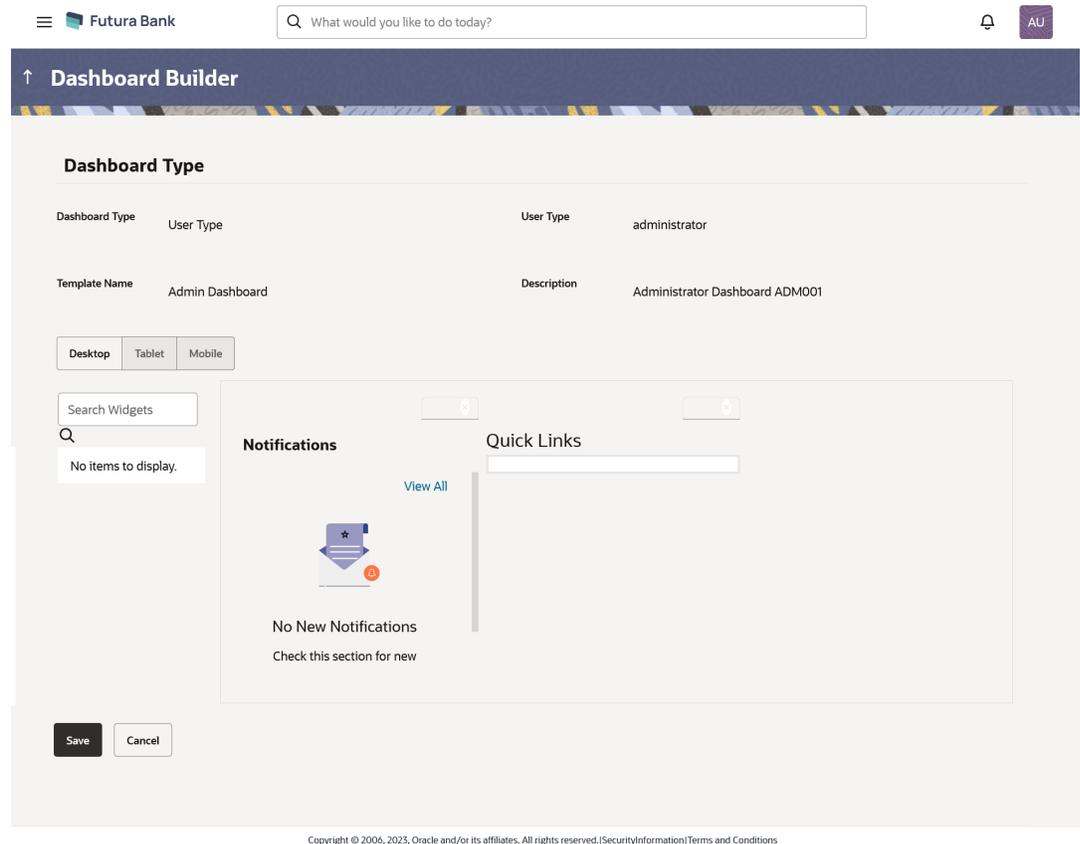 Futura Bank
What would you like to do today?
AU
Dashboard Builder
Dashboard Type
Dashboard Type
User Type
User Type
administrator
Template Name
Admin Dashboard
Description
Administrator Dashboard ADM001
Desktop
Tablet
Mobile
Search Widgets
No items to display.
Notifications
View All
No New Notifications
Check this section for new
Quick Links
Save
Cancel
Copyright © 2006, 2023, Oracle and/or its affiliates. All rights reserved.|SecurityInformation|Terms and Conditions